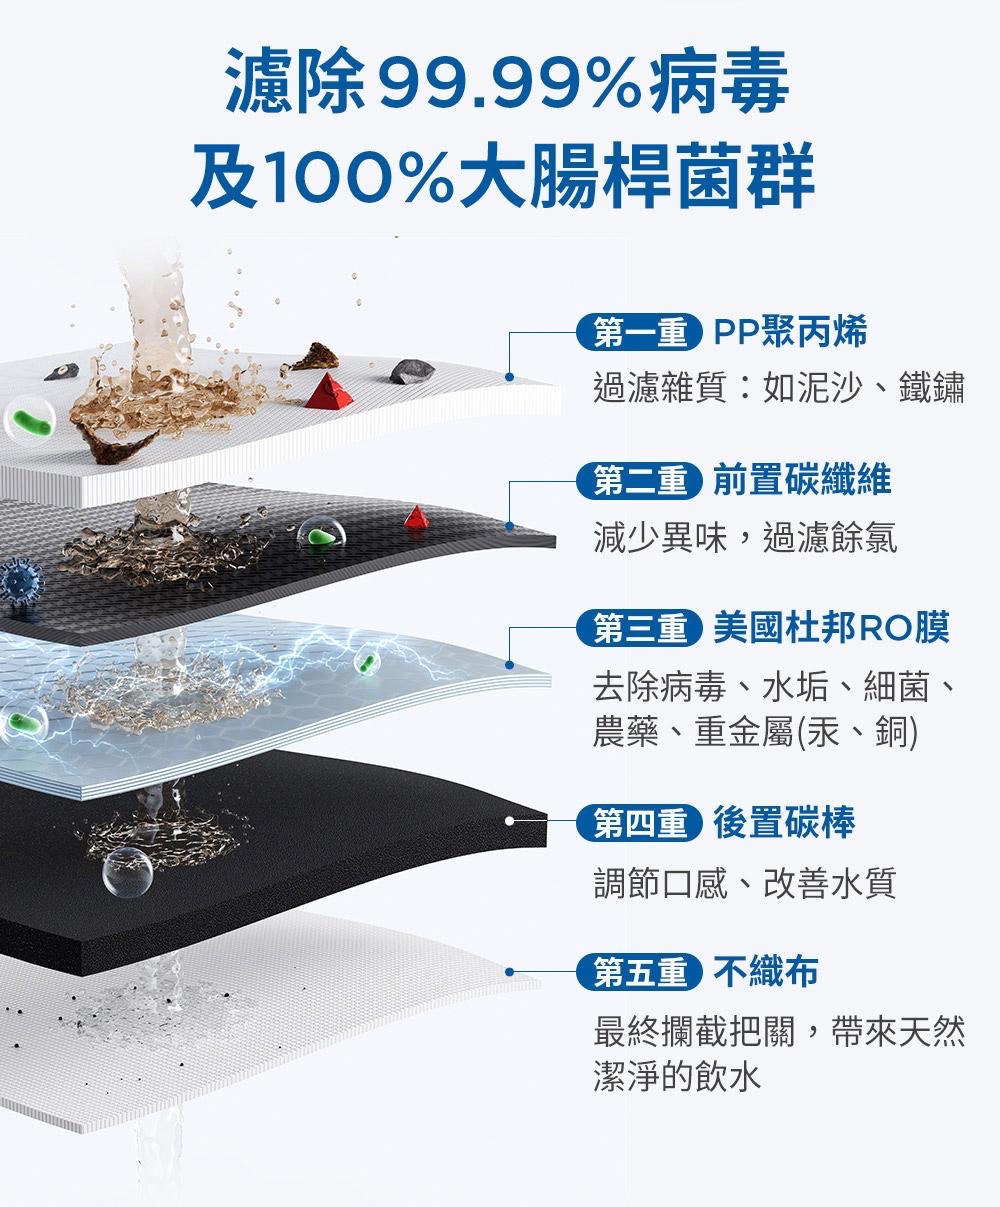 濾除99.99%病毒
及100%大腸桿菌群
第一重 PP聚丙烯
過濾雜質：如泥沙、鐵鏽
第二重 前置碳纖維
減少異味，過濾餘氯
第三重 美國杜邦RO膜
去除病毒、水垢、細菌、
農藥、重金屬(汞、銅)
第四重 後置碳棒
調節口感、改善水質
第五重 不織布
最終攔截把關，帶來天然
潔淨的飲水